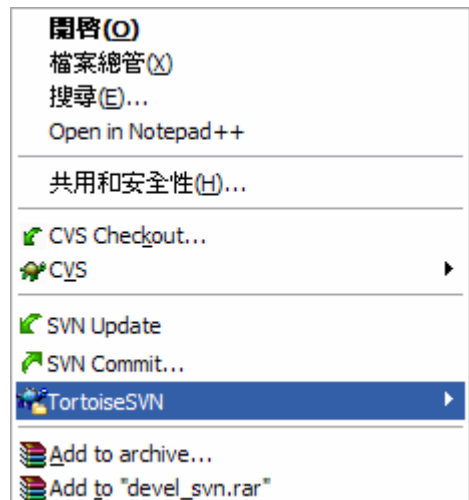 開啓(O)
檔案總管(X)
搜尋(E)...
Open in Notepad++
共用和安全性(H)...
CVS Checkout...
CVS
SVN Update
SVN Commit...
TortoiseSVN
Add to archive...
Add to "devel_svn.rar"